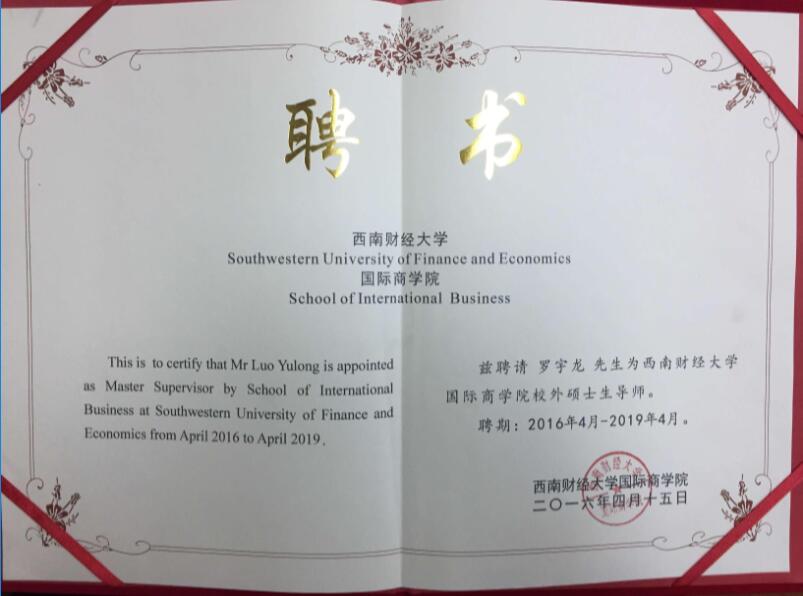 聘书
西南财经大学
Southwestern University of Finance and Economics
国际商学院
School of International Business
This is to certify that Mr Luo Yulong is appointed
as Master Supervisor by School of International
Business at Southwestern University of Finance and
Economics from April 2016 to April 2019.
兹聘请 罗宇龙 先生为西南财经大学
国际商学院校外硕士生导师。
聘期：2016年4月-2019年4月。
西南财经大学国际商学院
二〇一六年四月十五日